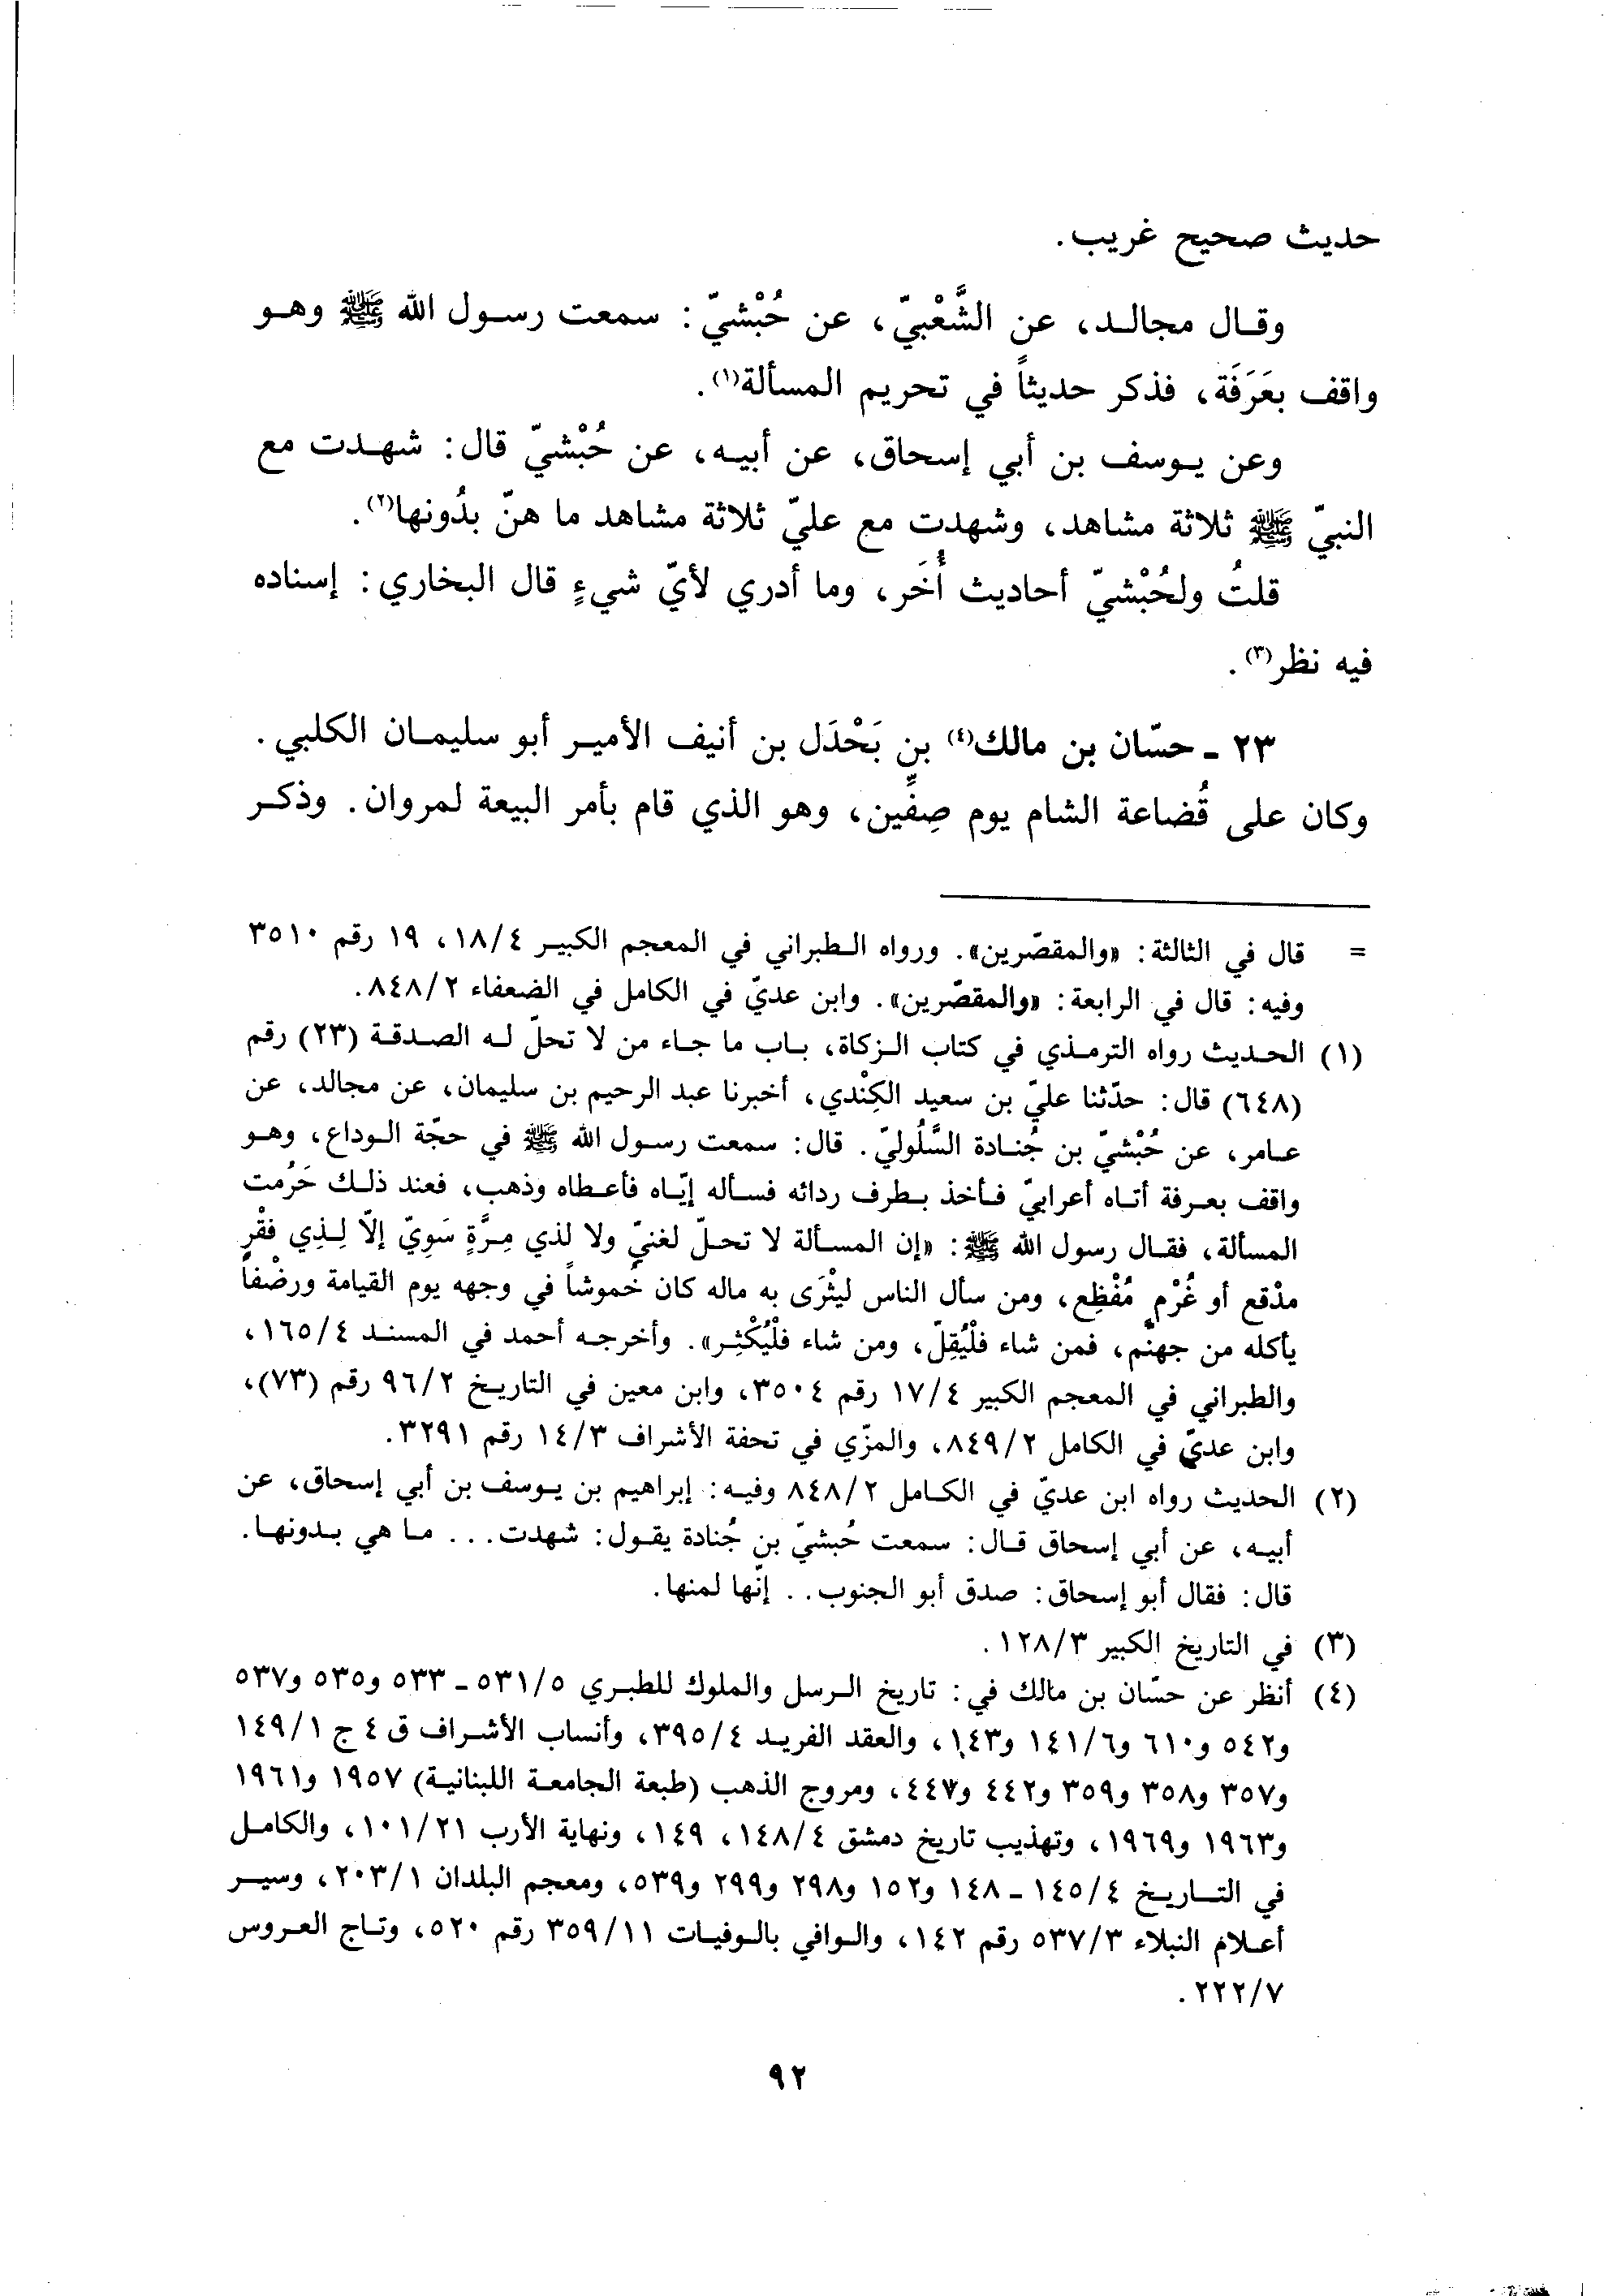 حديث صحيح غريب.
وقال مجالد، عن الشَّعْبيّ، عن حُبْشيّ: سمعت رسول الله ﷺ وهو
واقف بعَرَفَة، فذكر حديثاً في تحريم المسألة(١).
وعن يوسف بن أبي إسحاق، عن أبيه، عن حُبْشيّ قال: شهدت مع
النبيّ ﷺ ثلاثة مشاهد، وشهدت مع عليّ ثلاثة مشاهد ما هنّ بدُونها(٢).
قلتُ ولحُبْشيّ أحاديث أُخَر، وما أدري لأيّ شيءٍ قال البخاري: إسناده
فيه نظر(٣).
٢٣ ـ حسّان بن مالك(٤) بن بَحْدَل بن أنيف الأمير أبو سليمان الكلبي.
وكان على قُضاعة الشام يوم صِفِّين، وهو الذي قام بأمر البيعة لمروان. وذكر
= قال في الثالثة: «والمقصّرين». ورواه الطبراني في المعجم الكبير ١٨/٤، ١٩ رقم ٣٥١٠
وفيه: قال في الرابعة: «والمقصّرين». وابن عديّ في الكامل في الضعفاء ٨٤٨/٢.
(١) الحديث رواه الترمذي في كتاب الزكاة، باب ما جاء من لا تحلّ له الصدقة (٢٣) رقم
(٦٤٨) قال: حدّثنا عليّ بن سعيد الكِنْدي، أخبرنا عبد الرحيم بن سليمان، عن مجالد، عن
عامر، عن حُبْشيّ بن جُنادة السَّلُوليّ. قال: سمعت رسول الله ﷺ في حجّة الوداع، وهو
واقف بعرفة أتاه أعرابيّ فأخذ بطرف ردائه فسأله إيّاه فأعطاه وذهب، فعند ذلك حَرُمت
المسألة، فقال رسول الله ﷺ: «إن المسألة لا تحلّ لغنيّ ولا لذي مِرَّةٍ سَوِيّ إلّا لِذِي فقْرٍ
مذْقع أو غُرْمٍ مُفْظِع، ومن سأل الناس ليثْرَى به ماله كان خُموشاً في وجهه يوم القيامة ورضْفاً
يأكله من جهنم، فمن شاء فلْيُقِلّ، ومن شاء فلْيُكْثِر». وأخرجه أحمد في المسند ١٦٥/٤،
والطبراني في المعجم الكبير ١٧/٤ رقم ٣٥٠٤، وابن معين في التاريخ ٩٦/٢ رقم (٧٣)،
وابن عديّ في الكامل ٨٤٩/٢، والمزّي في تحفة الأشراف ١٤/٣ رقم ٣٢٩١.
(٢) الحديث رواه ابن عديّ في الكامل ٨٤٨/٢ وفيه: إبراهيم بن يوسف بن أبي إسحاق، عن
أبيه، عن أبي إسحاق قال: سمعت حُبشيّ بن جُنادة يقول: شهدت... ما هي بدونها.
قال: فقال أبو إسحاق: صدق أبو الجنوب.. إنّها لمنها.
(٣) في التاريخ الكبير ١٢٨/٣.
(٤) أنظر عن حسّان بن مالك في: تاريخ الرسل والملوك للطبري ٥٣١/٥ ـ ٥٣٣ و٥٣٥ و٥٣٧
و٥٤٢ و٦١٠ و١٤١/٦ و١٤٣، والعقد الفريد ٣٩٥/٤، وأنساب الأشراف ق ٤ ج ١٤٩/١
و٣٥٧ و٣٥٨ و٣٥٩ و٤٤٢ و٤٤٧، ومروج الذهب (طبعة الجامعة اللبنانية) ١٩٥٧ و١٩٦١
و١٩٦٣ و١٩٦٩، وتهذيب تاريخ دمشق ١٤٨/٤، ١٤٩، ونهاية الأرب ١٠١/٢١، والكامل
في التاريخ ١٤٥/٤ ـ ١٤٨ و١٥٢ و٢٩٨ و٢٩٩ و٥٣٩، ومعجم البلدان ٢٠٣/١، وسير
أعلام النبلاء ٥٣٧/٣ رقم ١٤٢، والوافي بالوفيات ٣٥٩/١١ رقم ٥٢٠، وتاج العروس
٢٢٢/٧.
٩٢